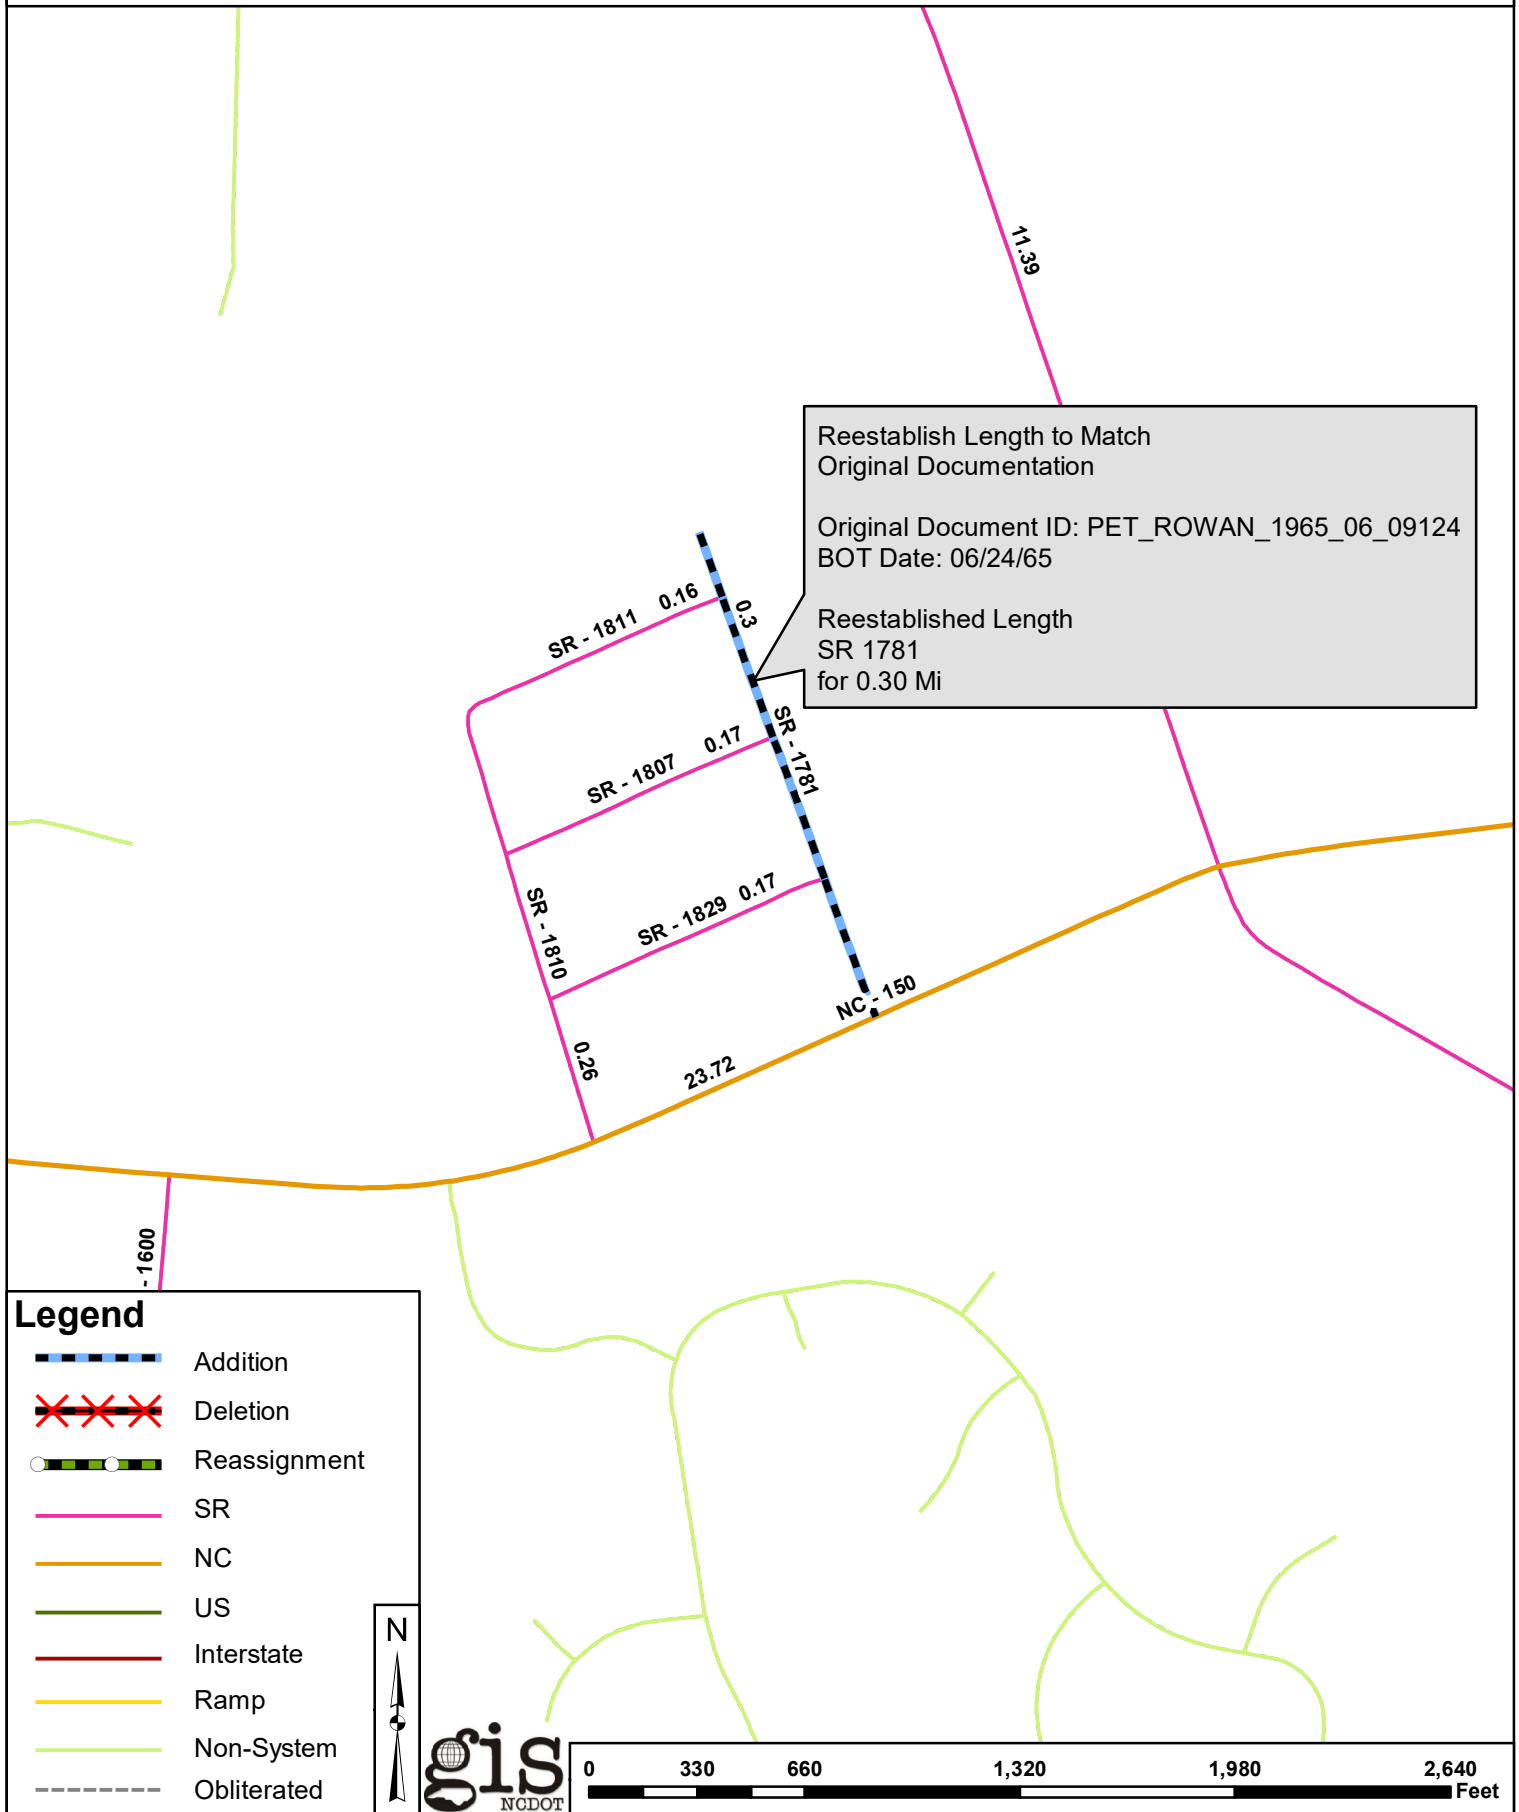 11.39
Reestablish Length to Match
Original Documentation
Original Document ID: PET_ROWAN_1965_06_09124
BOT Date: 06/24/65
Reestablished Length
SR 1781
for 0.30 Mi
SR - 1811 0.16
0.3
SR - 1807 0.17
SR - 1781
SR - 1829 0.17
SR - 1810
NC - 150
0.26
23.72
- 1600
Legend
Addition
Deletion
Reassignment
SR
NC
US
Interstate
Ramp
Non-System
Obliterated
N
gis
NCDOT
0 330 660 1,320 1,980 2,640
Feet